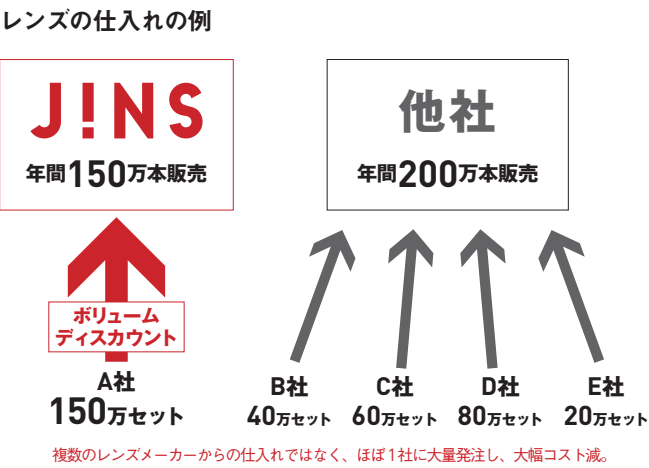 レンズの仕入れの例
J!NS
年間150万本販売
他社
年間200万本販売
ボリューム
ディスカウント
A社
150万セット
B社
40万セット
C社
60万セット
D社
80万セット
E社
20万セット
複数のレンズメーカーからの仕入れではなく、ほぼ1社に大量発注し、大幅コスト減。